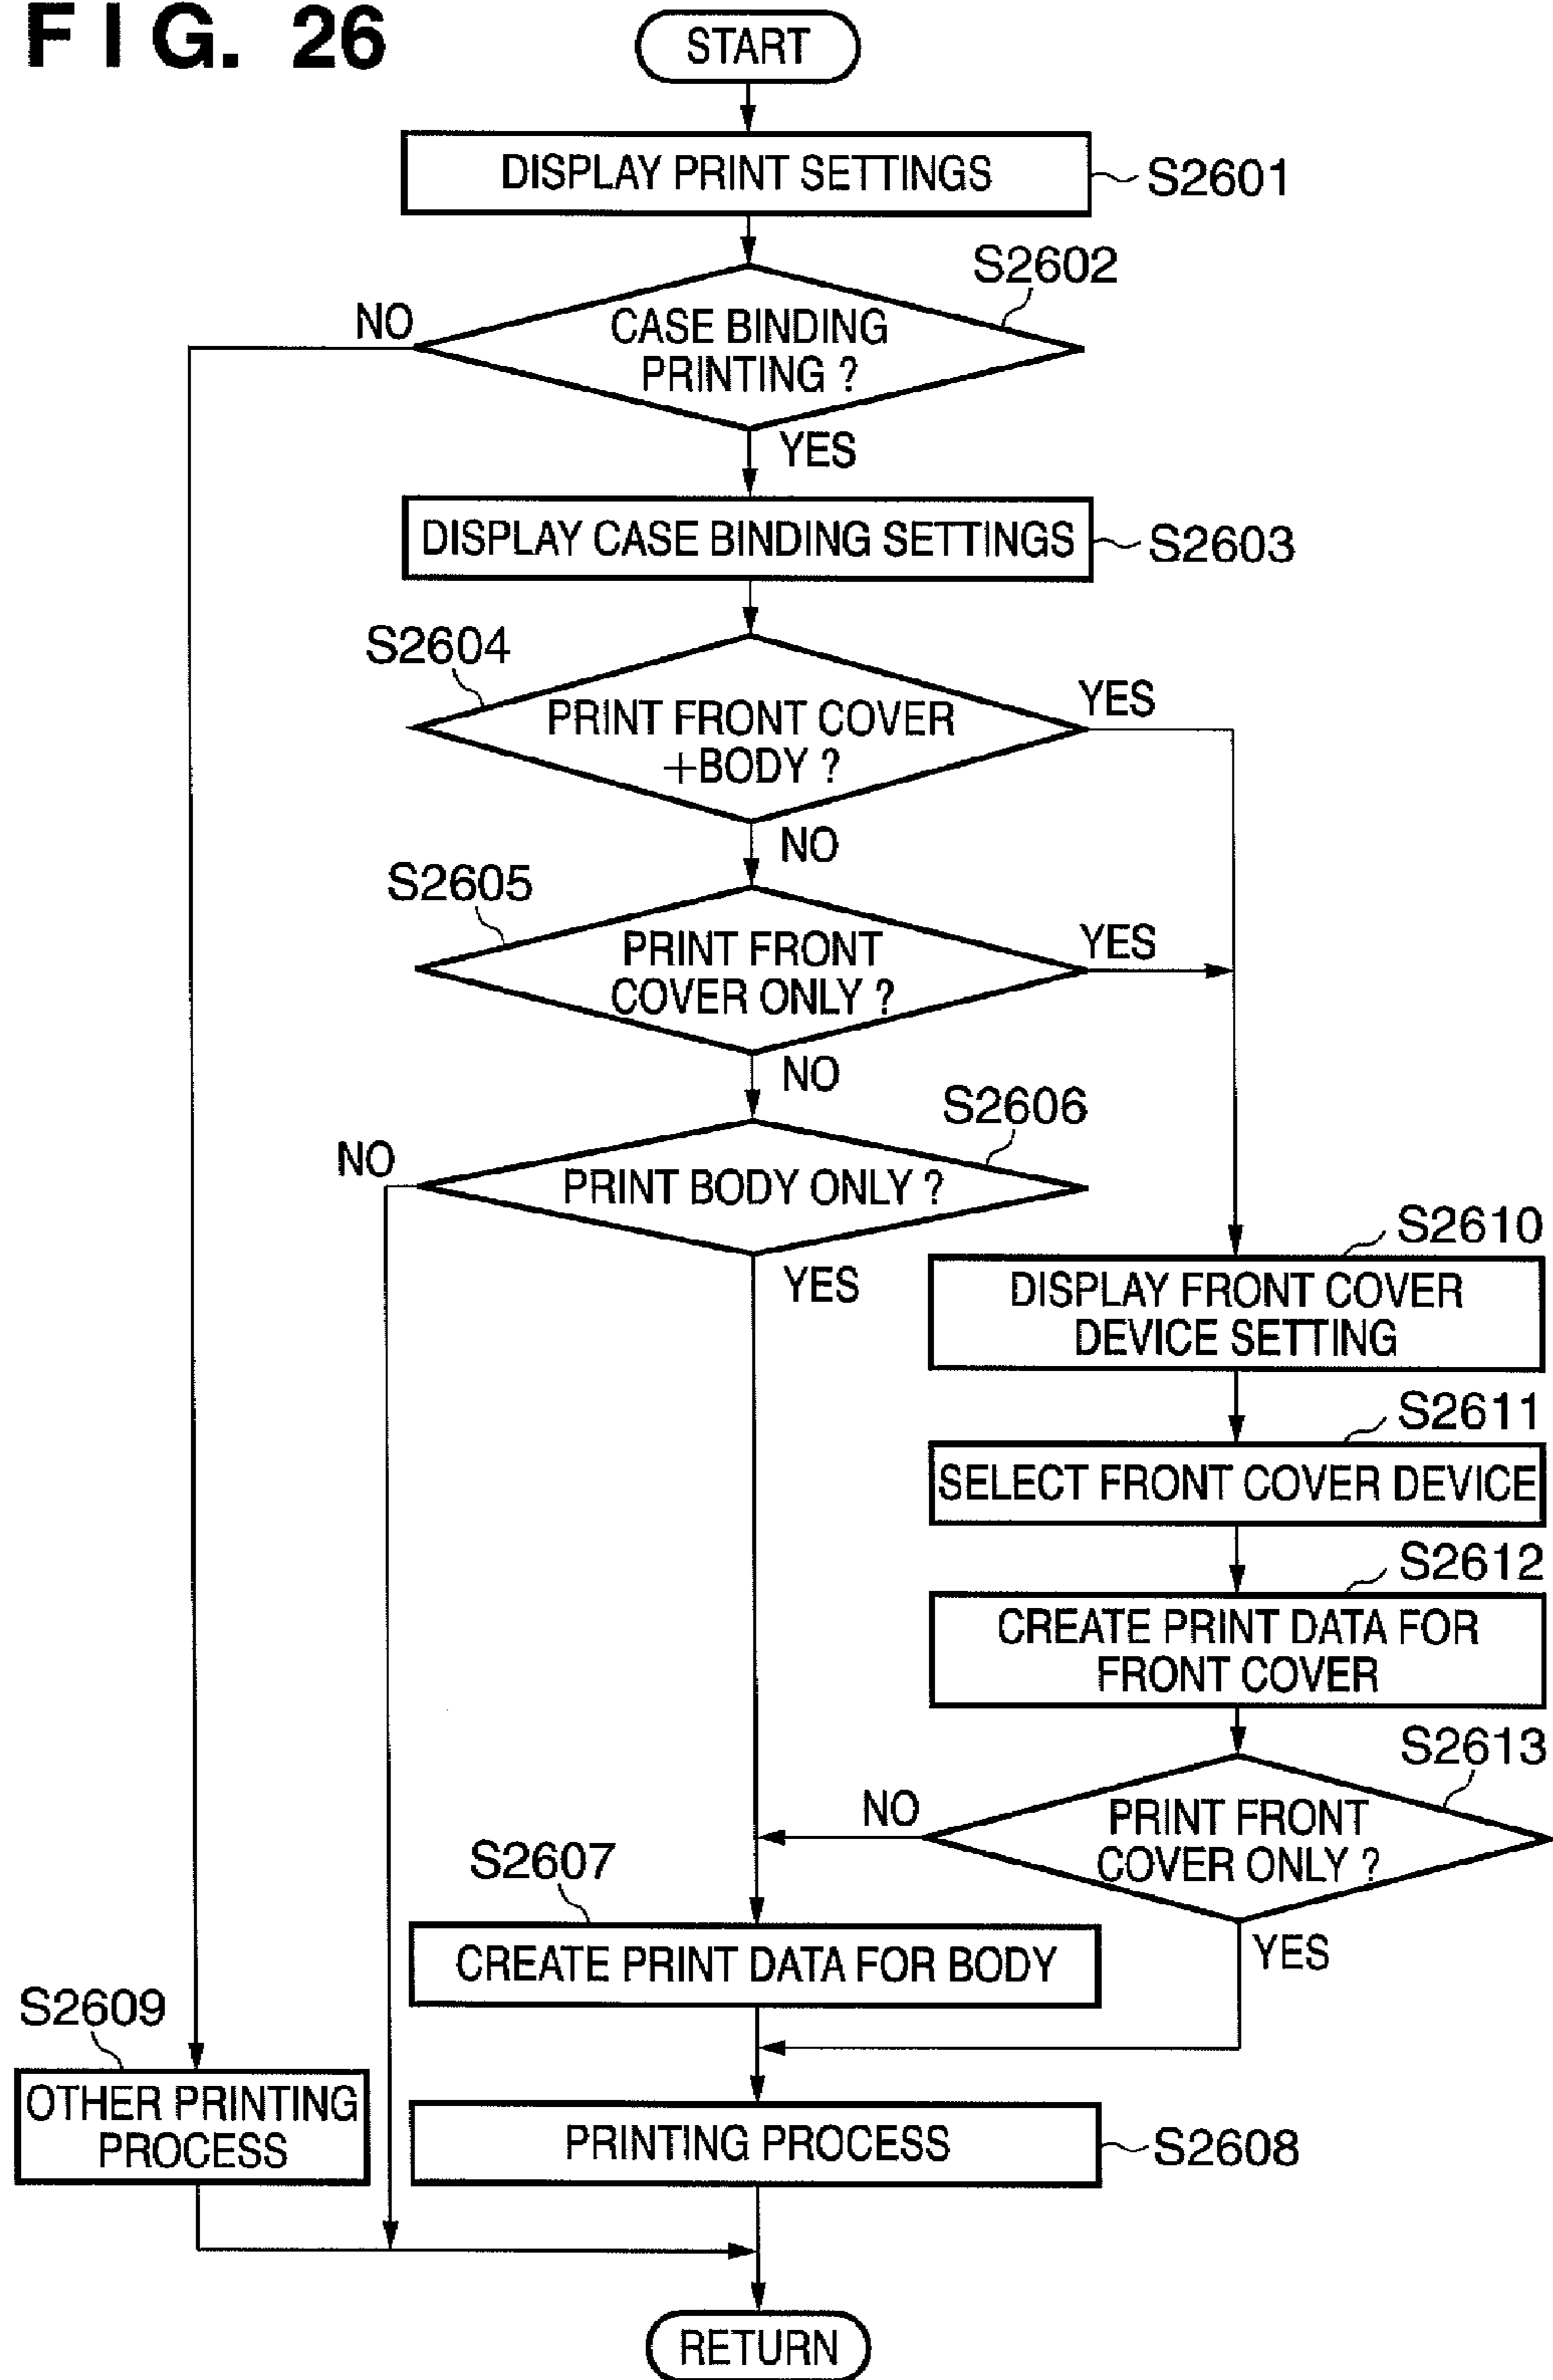 FIG. 26
START
DISPLAY PRINT SETTINGS
S2601
S2602
NO
CASE BINDING
PRINTING ?
YES
DISPLAY CASE BINDING SETTINGS
S2603
S2604
YES
PRINT FRONT COVER
+BODY ?
NO
S2605
YES
PRINT FRONT
COVER ONLY ?
NO
S2606
NO
PRINT BODY ONLY ?
YES
S2610
DISPLAY FRONT COVER
DEVICE SETTING
S2611
SELECT FRONT COVER DEVICE
S2612
CREATE PRINT DATA FOR
FRONT COVER
S2613
NO
PRINT FRONT
COVER ONLY ?
YES
S2607
CREATE PRINT DATA FOR BODY
S2609
OTHER PRINTING
PROCESS
PRINTING PROCESS
S2608
RETURN